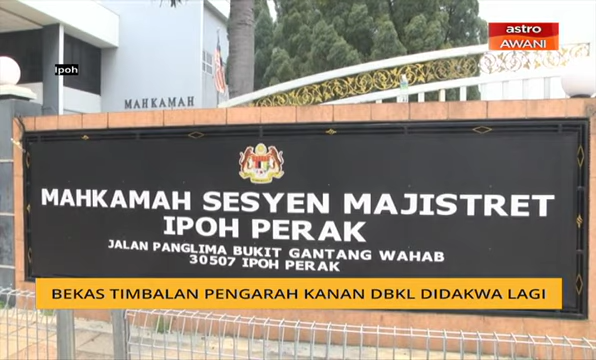 astro
AWANI
Ipoh
MAHKAMAH
MAHKAMAH SESYEN MAJISTRET
IPOH PERAK
JALAN PANGLIMA BUKIT GANTANG WAHAB
30507 IPOH PERAK
BEKAS TIMBALAN PENGARAH KANAN DBKL DIDAKWA LAGI